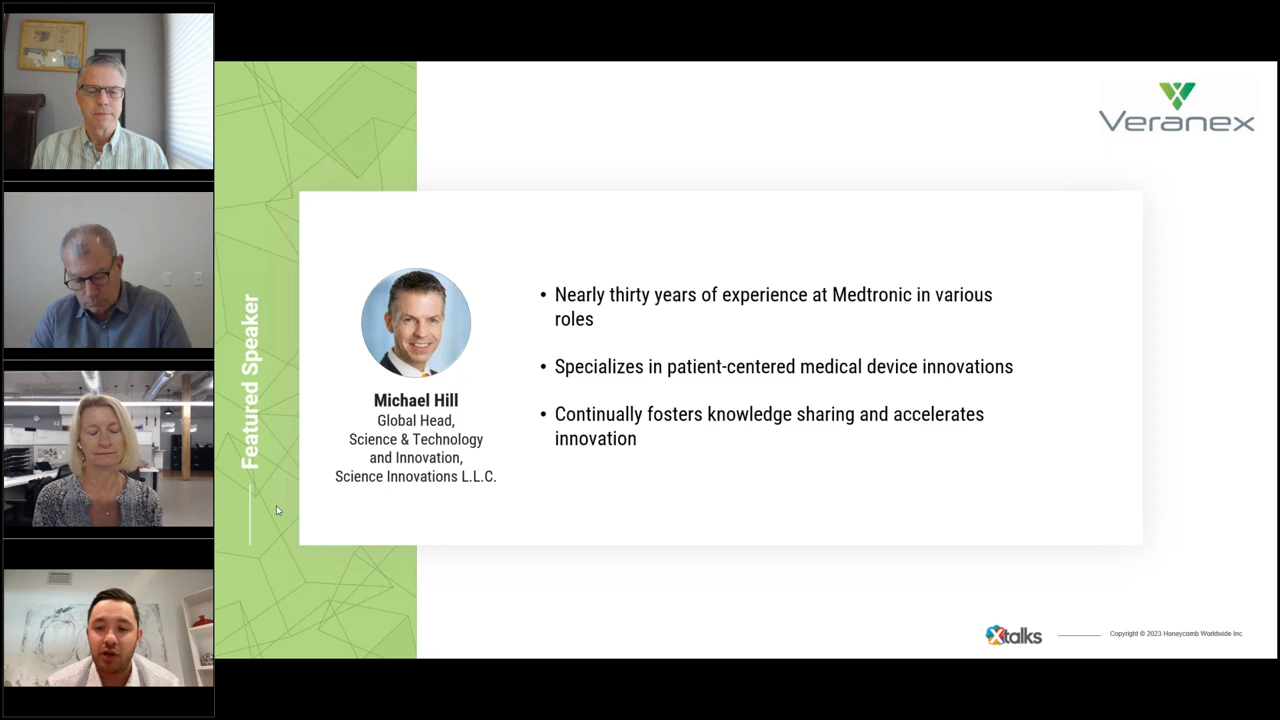 Veranex
Featured Speaker
Michael Hill
Global Head,
Science & Technology
and Innovation,
Science Innovations L.L.C.
• Nearly thirty years of experience at Medtronic in various
roles
• Specializes in patient-centered medical device innovations
• Continually fosters knowledge sharing and accelerates
innovation
Xtalks
Copyright © 2023 Honeycomb Worldwide Inc.